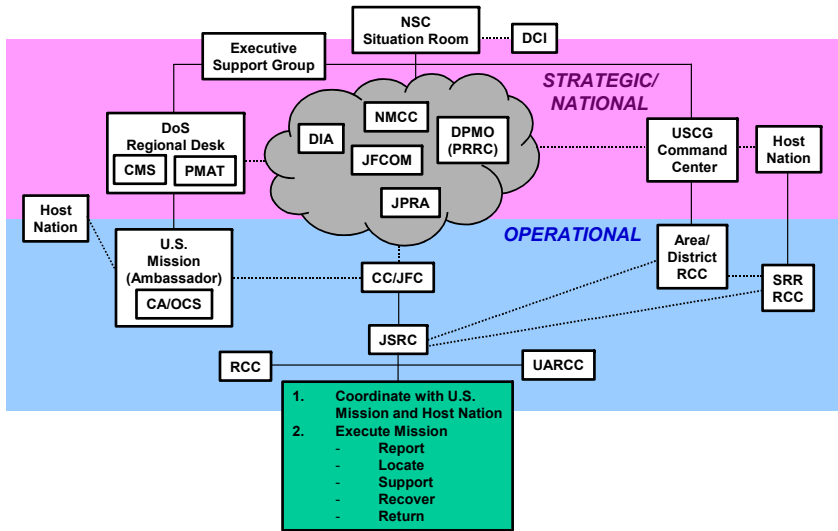 NSC
Situation Room
DCI
Executive
Support Group
STRATEGIC/
NATIONAL
DoS
Regional Desk
CMS
PMAT
NMCC
DIA
DPMO
(PRRC)
JFCOM
JPRA
USCG
Command
Center
Host
Nation
Host
Nation
OPERATIONAL
U.S.
Mission
(Ambassador)
CA/OCS
CC/JFC
Area/
District
RCC
SRR
RCC
JSRC
RCC
UARCC
1. Coordinate with U.S.
Mission and Host Nation
2. Execute Mission
- Report
- Locate
- Support
- Recover
- Return